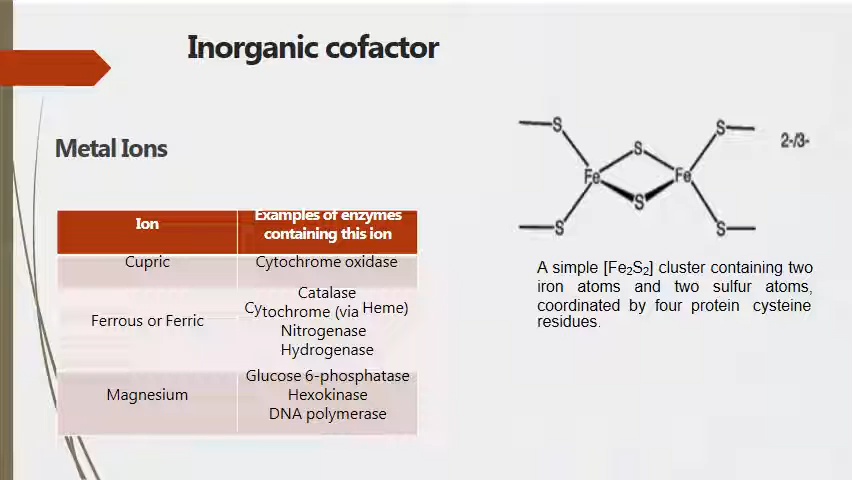 Inorganic cofactor
Metal Ions
Ion
Examples of enzymes
containing this ion
Cupric
Cytochrome oxidase
Ferrous or Ferric
Catalase
Cytochrome (via Heme)
Nitrogenase
Hydrogenase
Magnesium
Glucose 6-phosphatase
Hexokinase
DNA polymerase
S S
S
2-/3-
Fe Fe
S
S S
A simple [Fe₂S₂] cluster containing two
iron atoms and two sulfur atoms,
coordinated by four protein cysteine
residues.